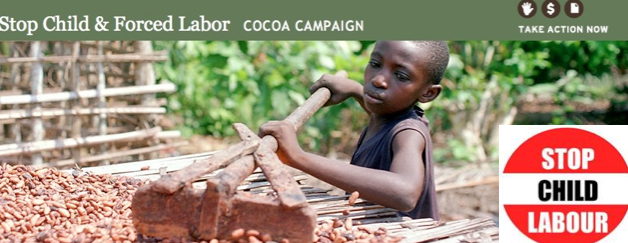 Stop Child & Forced Labor COCOA CAMPAIGN
TAKE ACTION NOW
STOP
CHILD
LABOUR